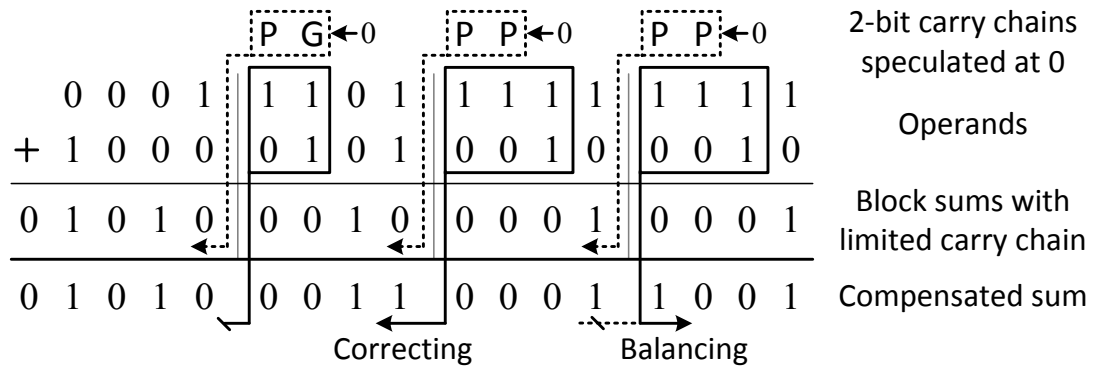 P G 0 P P 0 P P 0 2-bit carry chains
speculated at 0
0 0 0 1 1 1 0 1 1 1 1 1 1 1 1 1
Operands
+ 1 0 0 0 0 1 0 1 0 0 1 0 0 0 1 0
0 1 0 1 0 0 0 1 0 0 0 0 1 0 0 0 1 Block sums with
limited carry chain
0 1 0 1 0 0 0 1 1 0 0 0 1 1 0 0 1 Compensated sum
Correcting Balancing